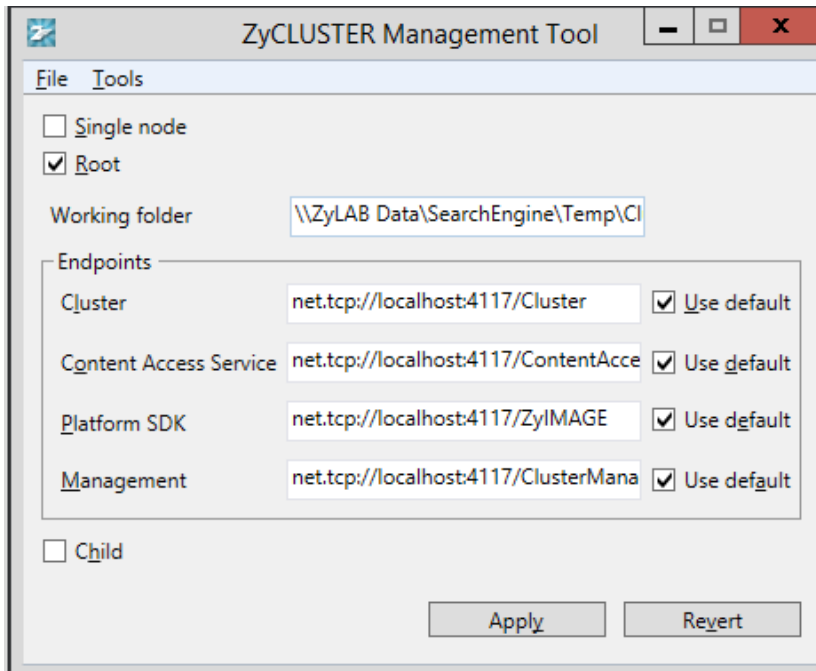 ZyCLUSTER Management Tool
File Tools
Single node
Root
Working folder \\ZyLAB Data\SearchEngine\Temp\Cl
Endpoints
Cluster net.tcp://localhost:4117/Cluster Use default
Content Access Service net.tcp://localhost:4117/ContentAcce Use default
Platform SDK net.tcp://localhost:4117/ZyIMAGE Use default
Management net.tcp://localhost:4117/ClusterMana Use default
Child
Apply Revert